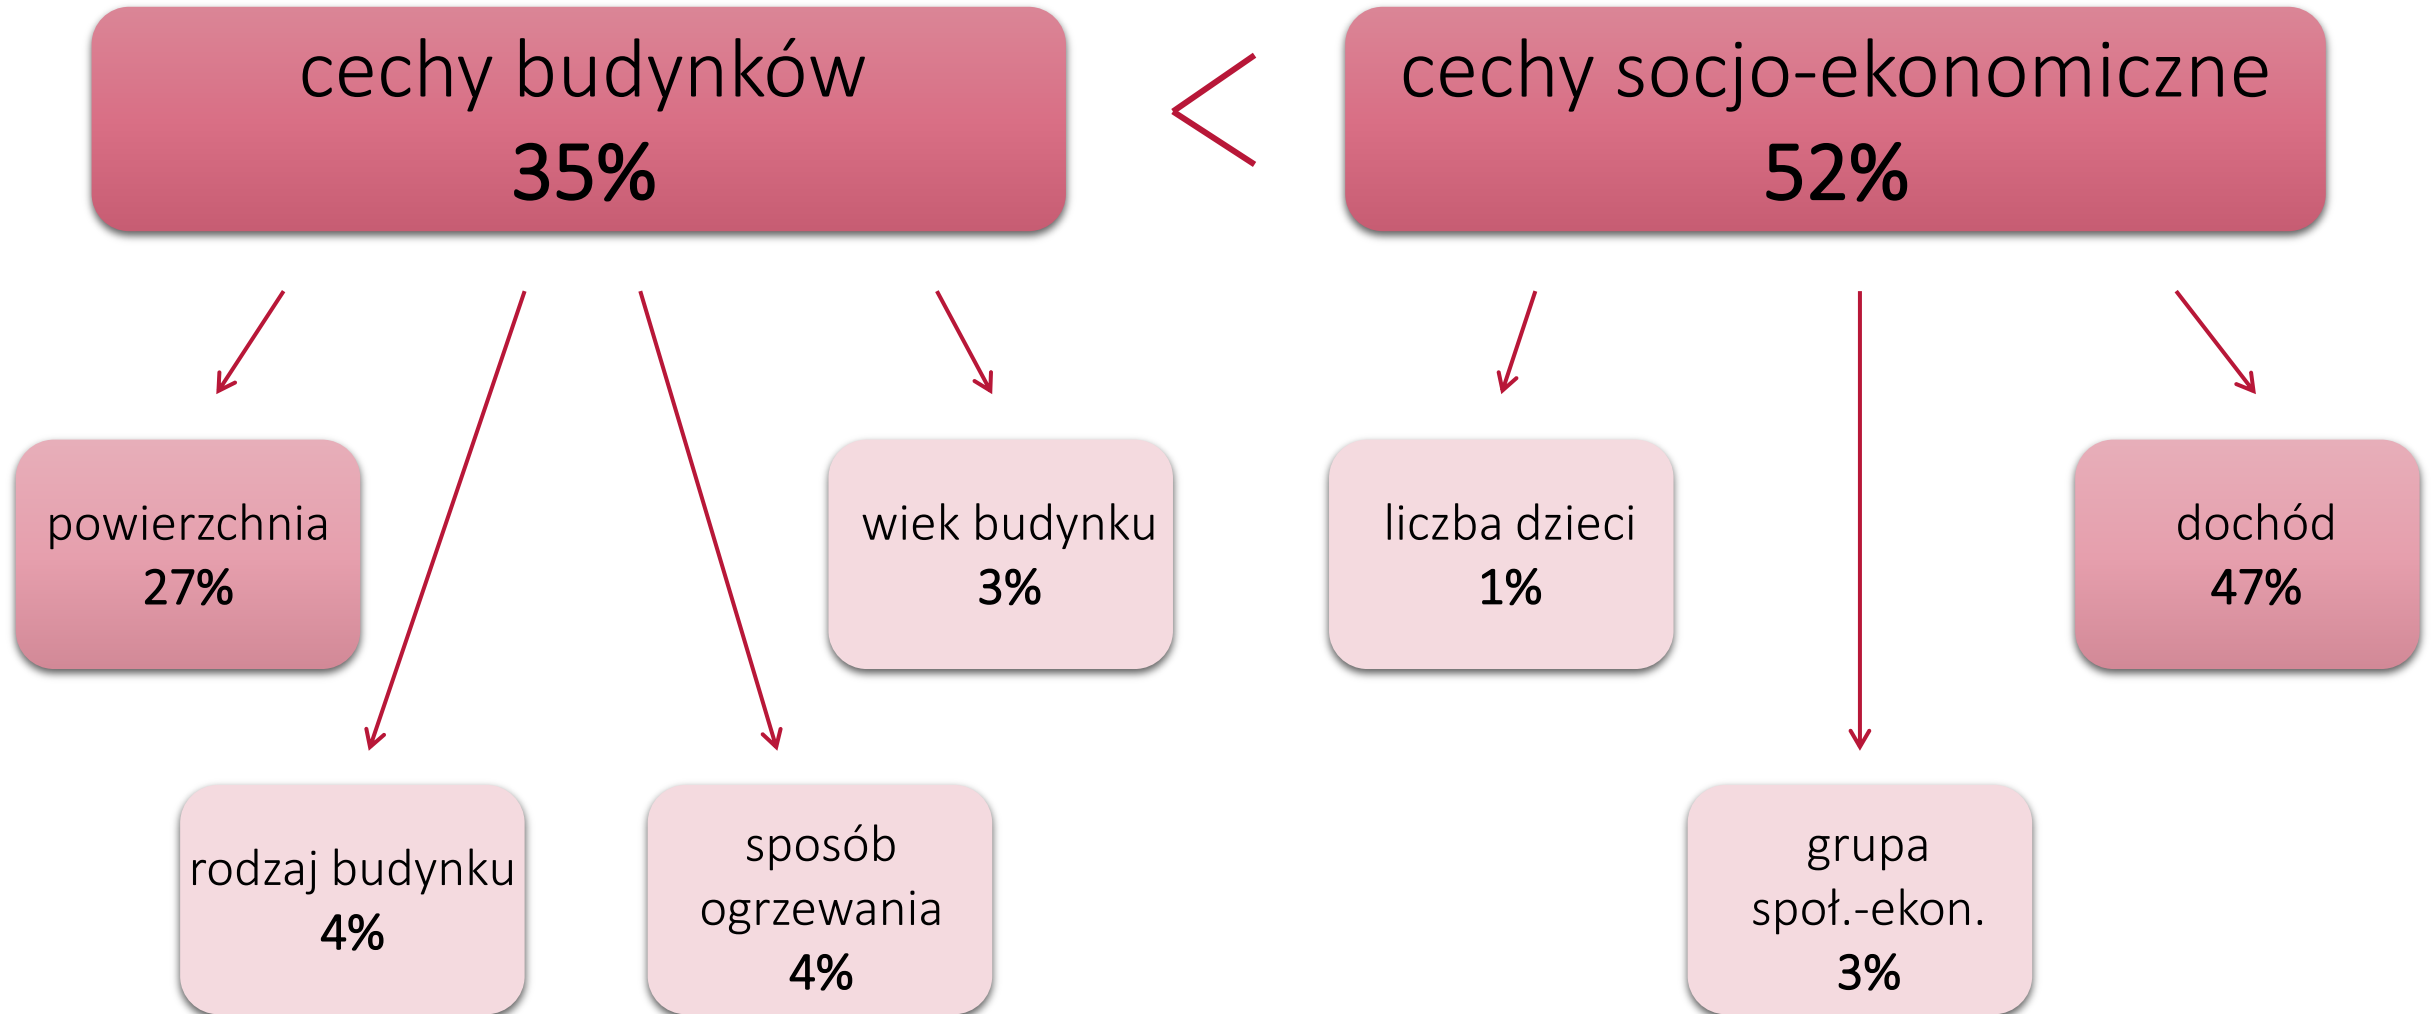 cechy budynków
35%
cechy socjo-ekonomiczne
52%
powierzchnia
27%
wiek budynku
3%
liczba dzieci
1%
dochód
47%
rodzaj budynku
4%
sposób
ogrzewania
4%
grupa
społ.-ekon.
3%